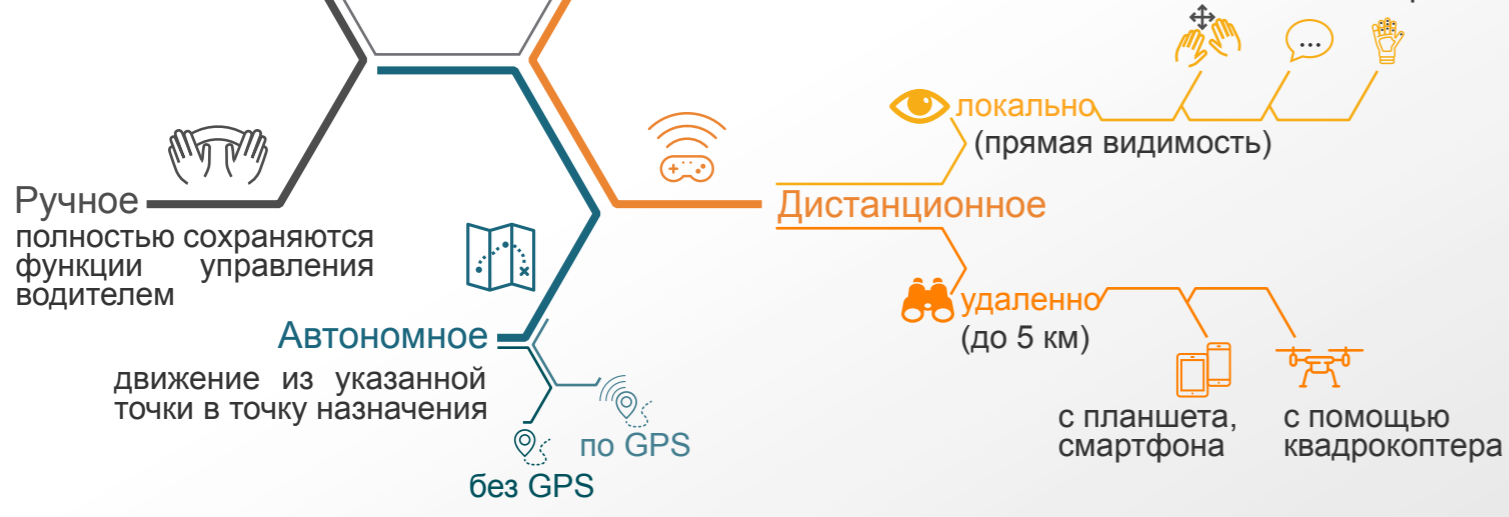 Ручное
полностью сохраняются
функции управления
водителем
Автономное
движение из указанной
точки в точку назначения
по GPS
без GPS
Дистанционное
локально
(прямая видимость)
...
удаленно
(до 5 км)
с планшета,
смартфона
с помощью
квадрокоптера